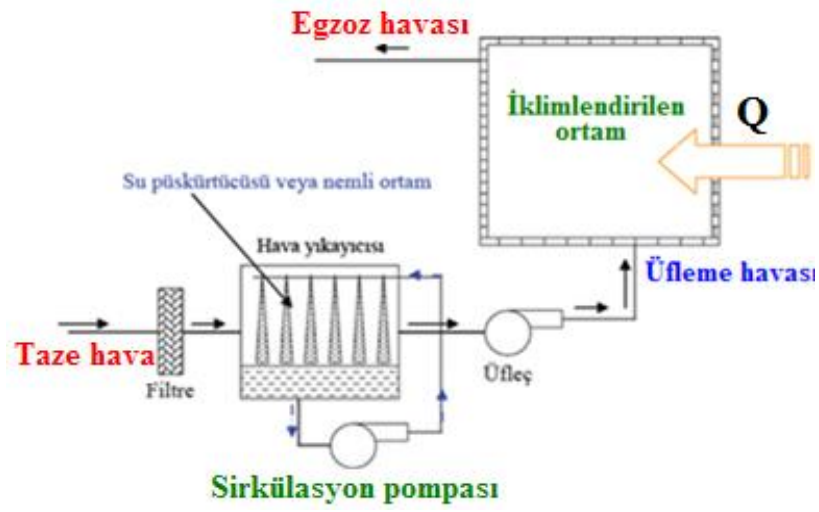 Egzoz havası
İklimlendirilen
ortam
Q
Su püskürtücüsü veya nemli ortam
Hava yıkayıcısı
Üfleme havası
Taze hava
Filtre
Üfleç
Sirkülasyon pompası